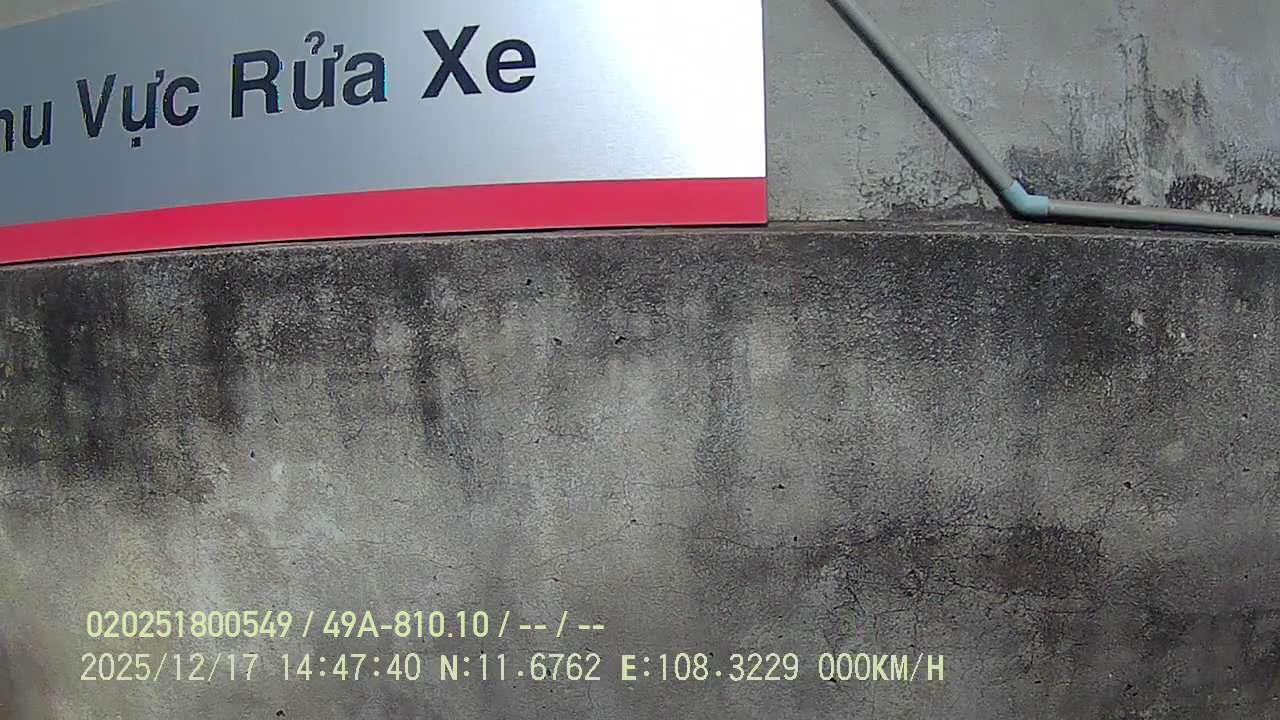 hu Vực Rửa Xe
020251800549 / 49A-810.10 / -- / --
2025/12/17 14:47:40 N:11.6762 E:108.3229 000KM/H